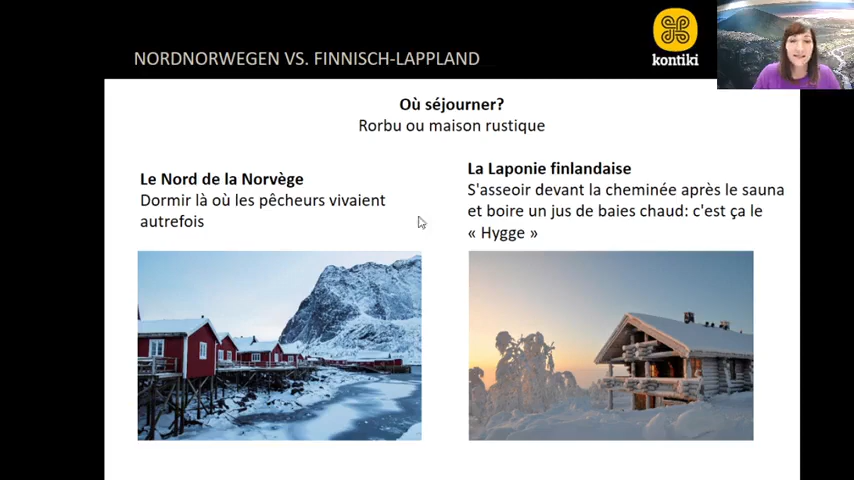 NORDNORWEGEN VS. FINNISCH-LAPPLAND
kontiki
Où séjourner?
Rorbu ou maison rustique
Le Nord de la Norvège
Dormir là où les pêcheurs vivaient
autrefois
La Laponie finlandaise
S'asseoir devant la cheminée après le sauna
et boire un jus de baies chaud: c'est ça le
« Hygge »